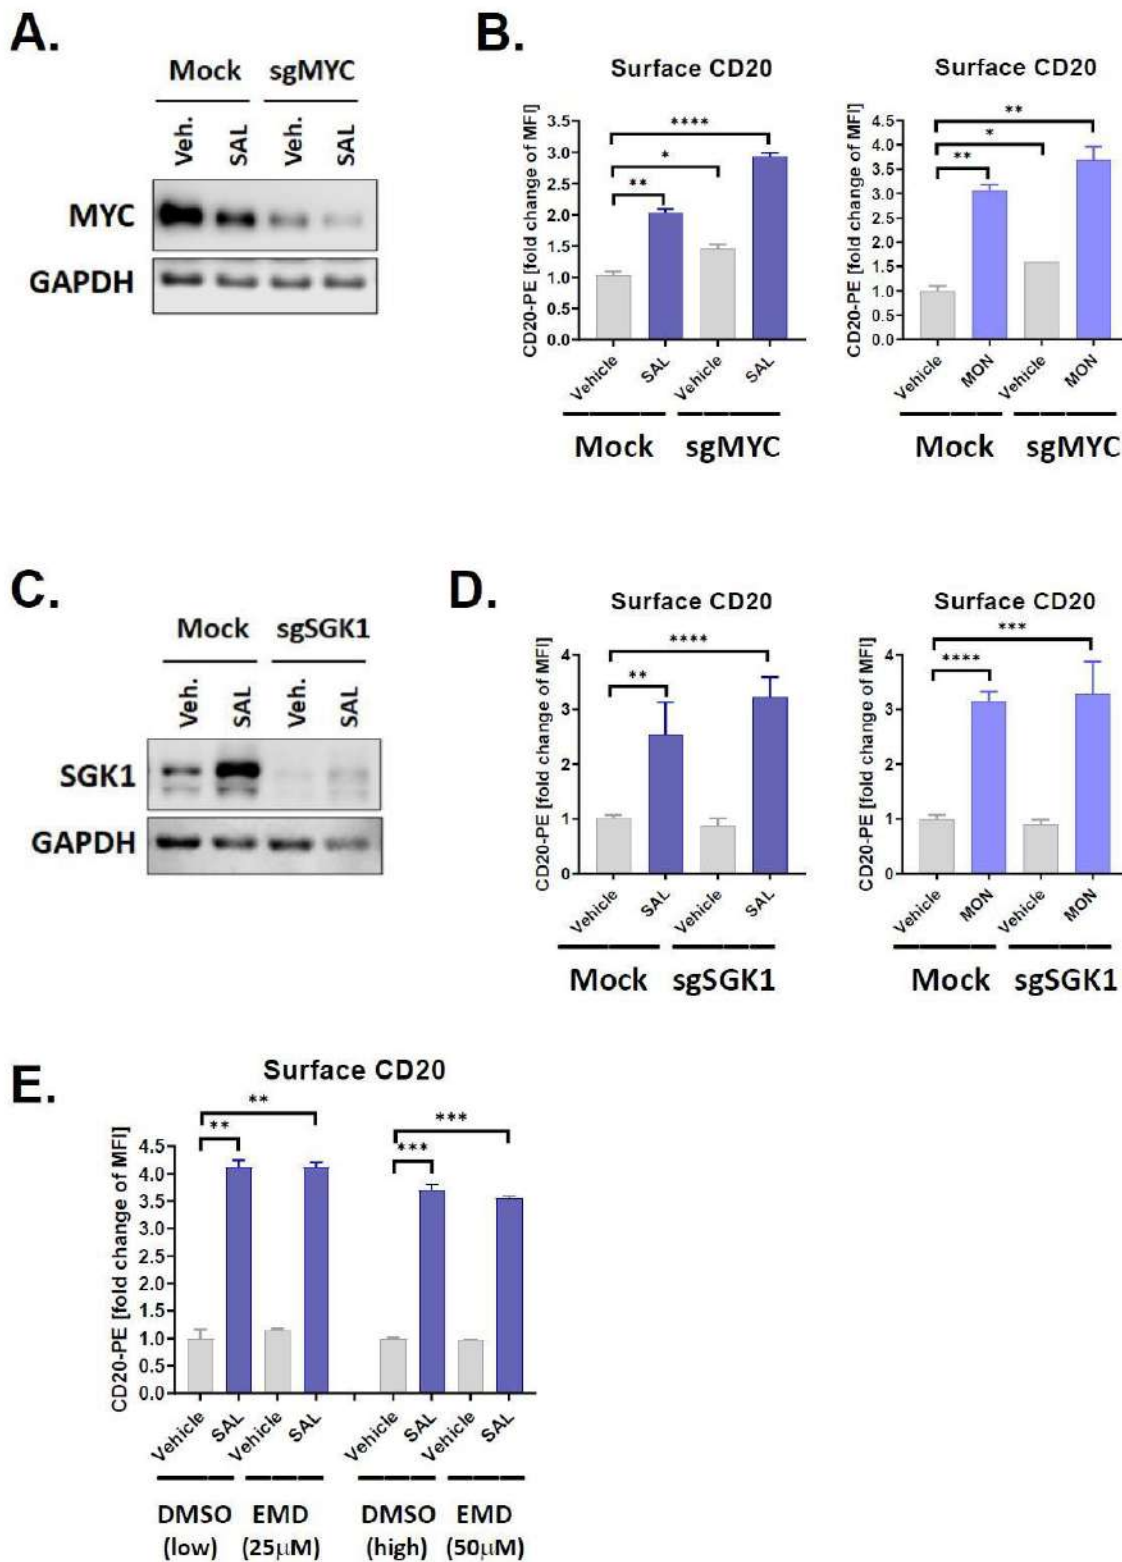 A.
Mock sgMYC
Veh. SAL Veh. SAL
MYC
GAPDH
B.
Surface CD20
CD20-PE [fold change of MFI]
3.5
3.0
2.5
2.0
1.5
1.0
0.5
0.0
****
*
**
Vehicle SAL Vehicle SAL
Mock sgMYC
Surface CD20
CD20-PE [fold change of MFI]
4.5
4.0
3.5
3.0
2.5
2.0
1.5
1.0
0.5
0.0
**
*
**
Vehicle MON Vehicle MON
Mock sgMYC
C.
Mock sgSGK1
Veh. SAL Veh. SAL
SGK1
GAPDH
D.
Surface CD20
CD20-PE [fold change of MFI]
4
3
2
1
0
****
**
Vehicle SAL Vehicle SAL
Mock sgSGK1
Surface CD20
CD20-PE [fold change of MFI]
4
3
2
1
0
***
****
Vehicle MON Vehicle MON
Mock sgSGK1
E.
Surface CD20
CD20-PE [fold change of MFI]
4.5
4.0
3.5
3.0
2.5
2.0
1.5
1.0
0.5
0.0
**
**
***
***
Vehicle SAL Vehicle SAL Vehicle SAL Vehicle SAL
DMSO EMD DMSO EMD
(low) (25μM) (high) (50μM)